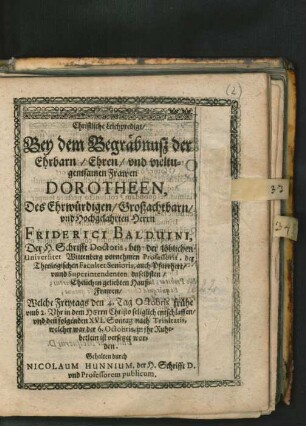 (2)
Christliche Leichpredigt/
Bey dem Begräbnuß der
Ehrbarn/ Ehren/ vnd vieltu-
gentsamen Frawen
DOROTHEEN,
Des Ehrwürdigen/ Großachtbarn/
vnd Hochgelahrten Herrn
FRIDERICI BALDUINI,
Der H. Schrifft Doctoris, bey der löblichen
Universitet Wittenberg vornehmen Professoris, der
Theologischen Facultet Senioris, auch Pfarrherr/
vnnd Superintendenten daselbsten/
Ehelichen geliebten Hauß-
Frawen/
Welche Freytags den 4. Tag Octobris frühe
vmb 2. Vhr in dem Herrn Christo seliglich entschlaffen/
vnd den folgenden XVI. Sontag nach Trinitatis,
welcher war der 6. Octobris, in jhr Ruhe-
betlein ist versetzt wor-
den.
Gehalten durch
NICOLAUM HUNNIUM, der H. Schrifft D.
vnd Professorem publicum.